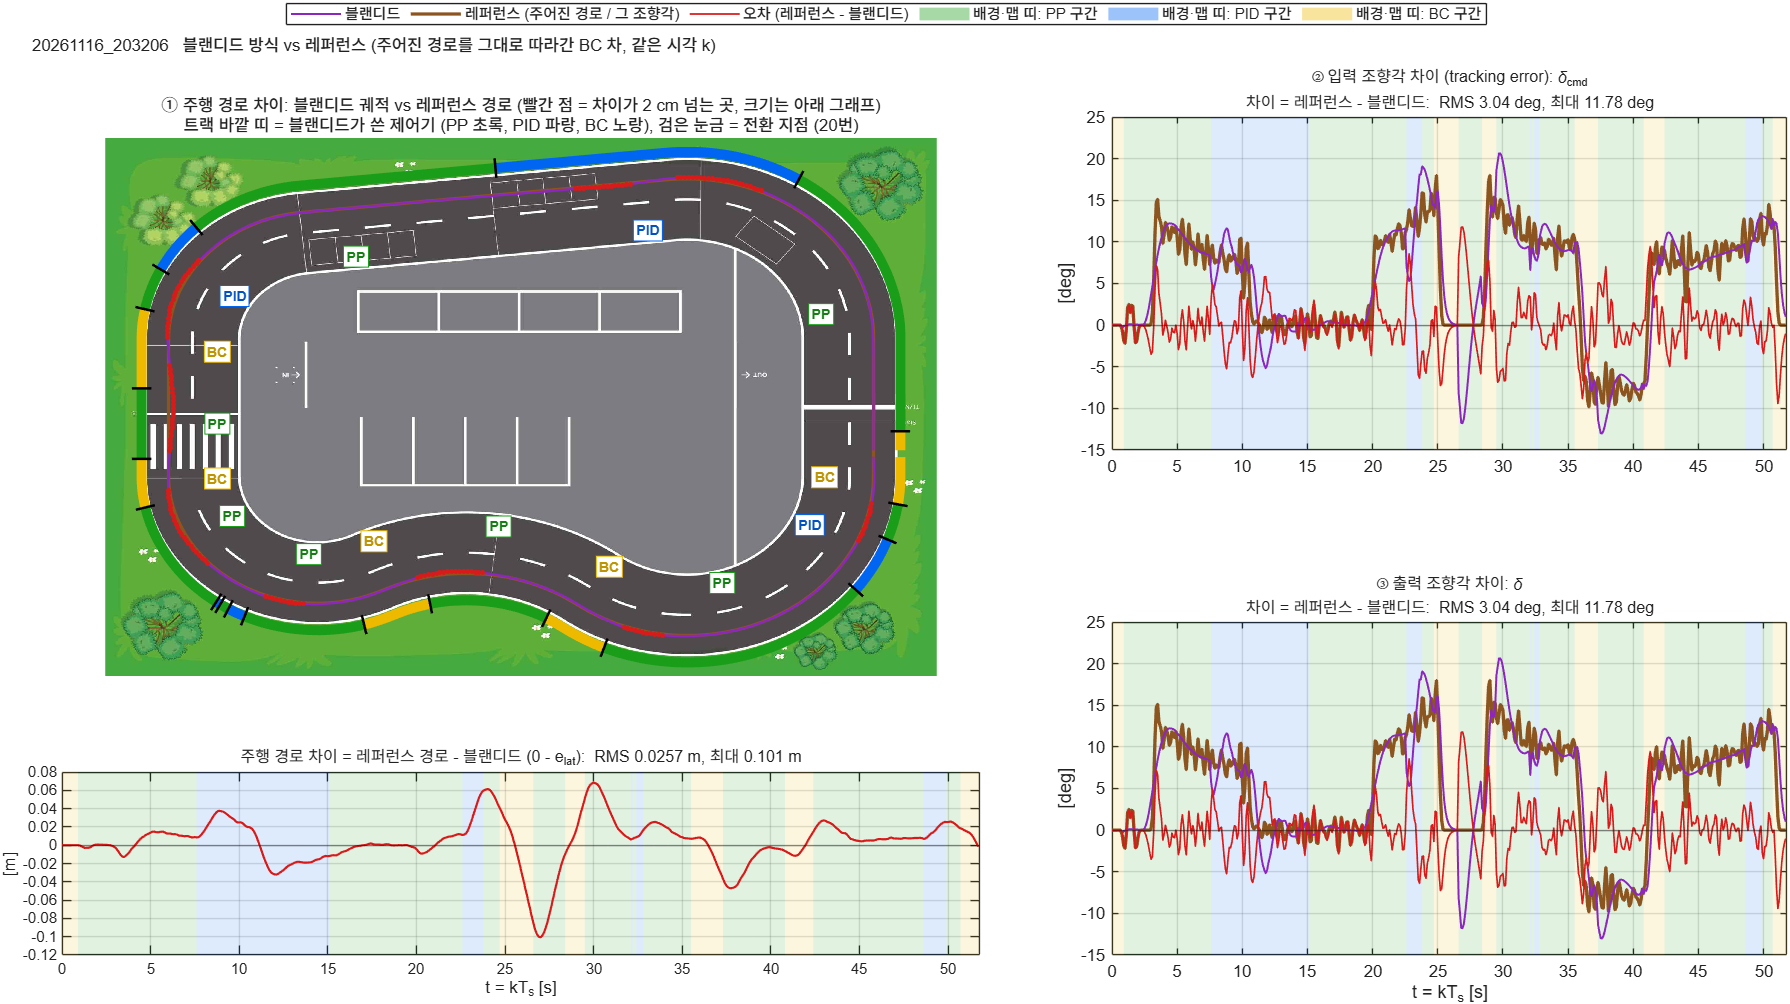 블랜디드
레퍼런스 (주어진 경로 / 그 조향각)
오차 (레퍼런스 - 블랜디드)
배경·맵 띠: PP 구간
배경·맵 띠: PID 구간
배경·맵 띠: BC 구간
20261116_203206 블랜디드 방식 vs 레퍼런스 (주어진 경로를 그대로 따라간 BC 차, 같은 시각 k)
① 주행 경로 차이: 블랜디드 궤적 vs 레퍼런스 경로 (빨간 점 = 차이가 2 cm 넘는 곳, 크기는 아래 그래프)
트랙 바깥 띠 = 블랜디드가 쓴 제어기 (PP 초록, PID 파랑, BC 노랑), 검은 눈금 = 전환 지점 (20번)
PID
PP
PID
PP
BC
PP
BC
PP
PP
BC
PP
BC
PP
PID
BC
IN
OUT
주행 경로 차이 = 레퍼런스 경로 - 블랜디드 (0 - e_lat): RMS 0.0257 m, 최대 0.101 m
[m]
0.08
0.06
0.04
0.02
0
-0.02
-0.04
-0.06
-0.08
-0.1
-0.12
0 5 10 15 20 25 30 35 40 45 50
t = kT_s [s]
② 입력 조향각 차이 (tracking error): δ_cmd
차이 = 레퍼런스 - 블랜디드: RMS 3.04 deg, 최대 11.78 deg
[deg]
25
20
15
10
5
0
-5
-10
-15
0 5 10 15 20 25 30 35 40 45 50
③ 출력 조향각 차이: δ
차이 = 레퍼런스 - 블랜디드: RMS 3.04 deg, 최대 11.78 deg
[deg]
25
20
15
10
5
0
-5
-10
-15
0 5 10 15 20 25 30 35 40 45 50
t = kT_s [s]